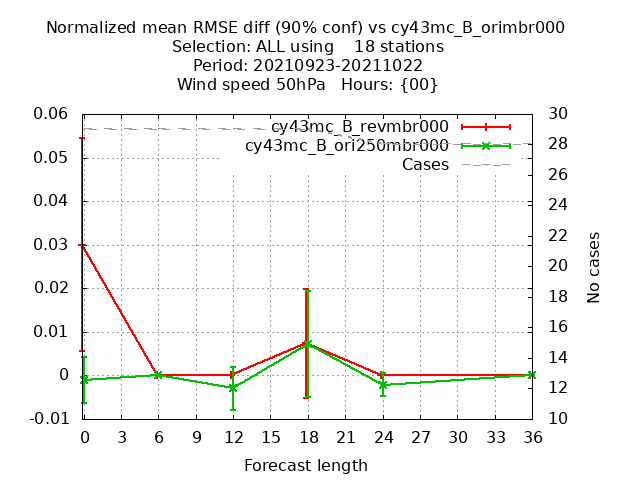 Normalized mean RMSE diff (90% conf) vs cy43mc_B_orimbr000
Selection: ALL using    18 stations
Period: 20210923-20211022
Wind speed 50hPa   Hours: {00}
cy43mc_B_revmbr000
cy43mc_B_ori250mbr000
Cases
0.06
0.05
0.04
0.03
0.02
0.01
0
-0.01
30
28
26
24
22
20
18
16
14
12
10
No cases
0 3 6 9 12 15 18 21 24 27 30 33 36
Forecast length